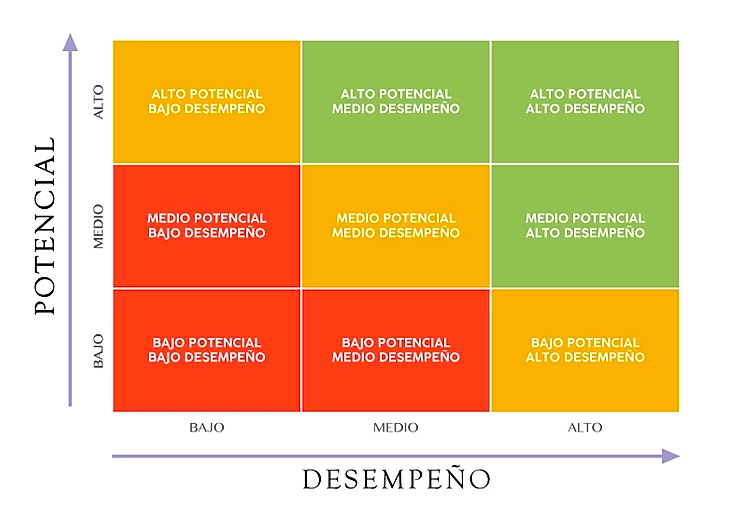 POTENCIAL
ALTO
ALTO POTENCIAL
BAJO DESEMPEÑO
ALTO POTENCIAL
MEDIO DESEMPEÑO
ALTO POTENCIAL
ALTO DESEMPEÑO
MEDIO
MEDIO POTENCIAL
BAJO DESEMPEÑO
MEDIO POTENCIAL
MEDIO DESEMPEÑO
MEDIO POTENCIAL
ALTO DESEMPEÑO
BAJO
BAJO POTENCIAL
BAJO DESEMPEÑO
BAJO POTENCIAL
MEDIO DESEMPEÑO
BAJO POTENCIAL
ALTO DESEMPEÑO
BAJO
MEDIO
ALTO
DESEMPEÑO